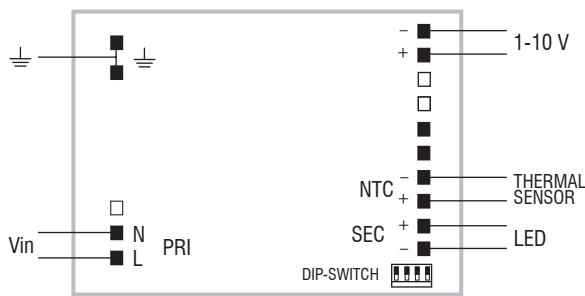 −
1-10 V
+
−
NTC
THERMAL
+
SENSOR
+
SEC
LED
−
N
Vin
PRI
L
DIP-SWITCH